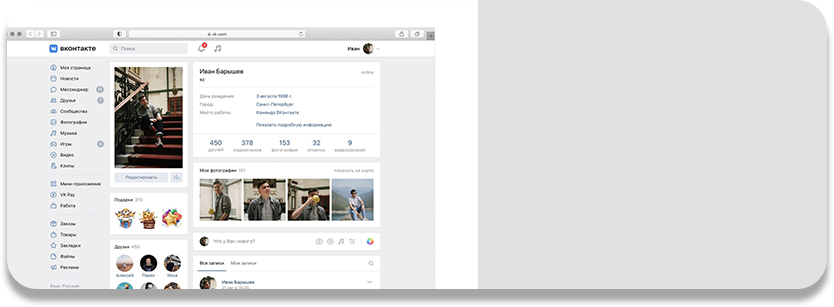 vk.com
ВКОНТАКТЕ
Поиск
Иван
Моя страница
Новости
Мессенджер
Друзья
Сообщества
Фотографии
Музыка
Игры
Видео
Клипы
Мини-приложения
VK Pay
Работа
Заказы
Товары
Закладки
Файлы
Реклама
Редактировать
Подарки 310
Друзья 450
Алексей Павел Илья
Иван Барышев
online
День рождения: 3 августа 1996 г.
Город: Санкт-Петербург
Место работы: Команда ВКонтакте
Показать подробную информацию
450 378 153 32 9
друзей подписчиков фотографии отметки видеозаписей
Мои фотографии 153 показать на карте
Что у Вас нового?
Все записи Мои записи
Иван Барышев